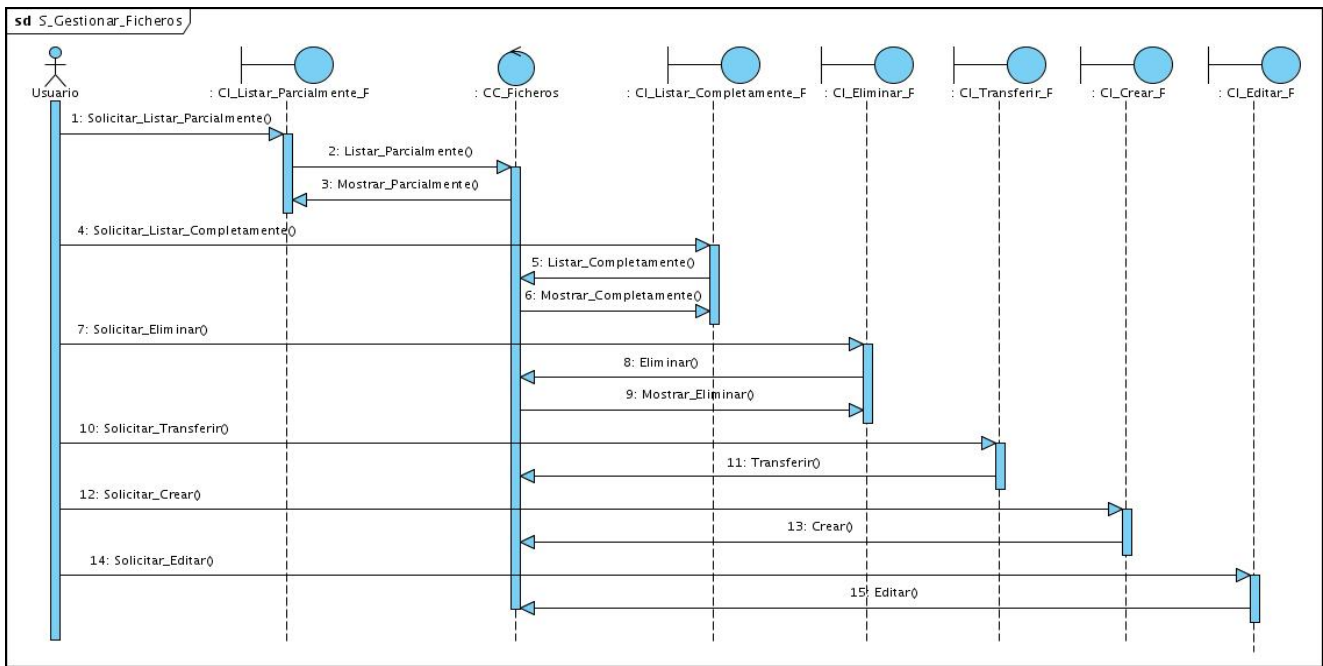 sd S_Gestionar_Ficheros
Usuario
: CI_Listar_Parcialmente_F
: CC_Ficheros
: CI_Listar_Completamente_F
: CI_Eliminar_F
: CI_Transferir_F
: CI_Crear_F
: CI_Editar_F
1: Solicitar_Listar_Parcialmente()
2: Listar_Parcialmente()
3: Mostrar_Parcialmente()
4: Solicitar_Listar_Completamente()
5: Listar_Completamente()
6: Mostrar_Completamente()
7: Solicitar_Eliminar()
8: Eliminar()
9: Mostrar_Eliminar()
10: Solicitar_Transferir()
11: Transferir()
12: Solicitar_Crear()
13: Crear()
14: Solicitar_Editar()
15: Editar()